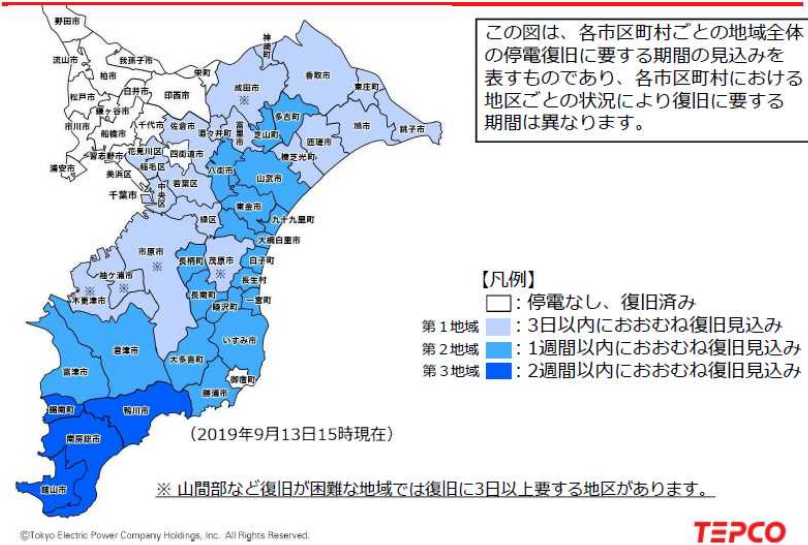 野田市
流山市
我孫子市
柏市
松戸市
白井市
鎌ヶ谷市
市川市
船橋市
浦安市
習志野市
美浜区
千葉市
印西市
栄町
神崎町
成田市
※
香取市
東庄町
千代市
佐倉市
酒々井町
富里市
多古町
芝山町
旭市
銚子市
匝瑳市
横芝光町
花見川区
四街道市
稲毛区
若葉区
中央区
八街市
山武市
東金市
九十九里町
緑区
大網白里市
市原市
※
長柄町
茂原市
※
白子町
長生村
袖ケ浦市
※
木更津市
※
長南町
睦沢町
一宮町
いすみ市
君津市
大多喜町
富津市
御宿町
勝浦市
鋸南町
鴨川市
南房総市
館山市
この図は、各市区町村ごとの地域全体
の停電復旧に要する期間の見込みを
表すものであり、各市区町村における
地区ごとの状況により復旧に要する
期間は異なります。
【凡例】
：停電なし、復旧済み
第１地域 ：3日以内におおむね復旧見込み
第２地域 ：1週間以内におおむね復旧見込み
第３地域 ：2週間以内におおむね復旧見込み
（2019年9月13日15時現在）
※ 山間部など復旧が困難な地域では復旧に3日以上要する地区があります。
©Tokyo Electric Power Company Holdings, Inc. All Rights Reserved.
TEPCO